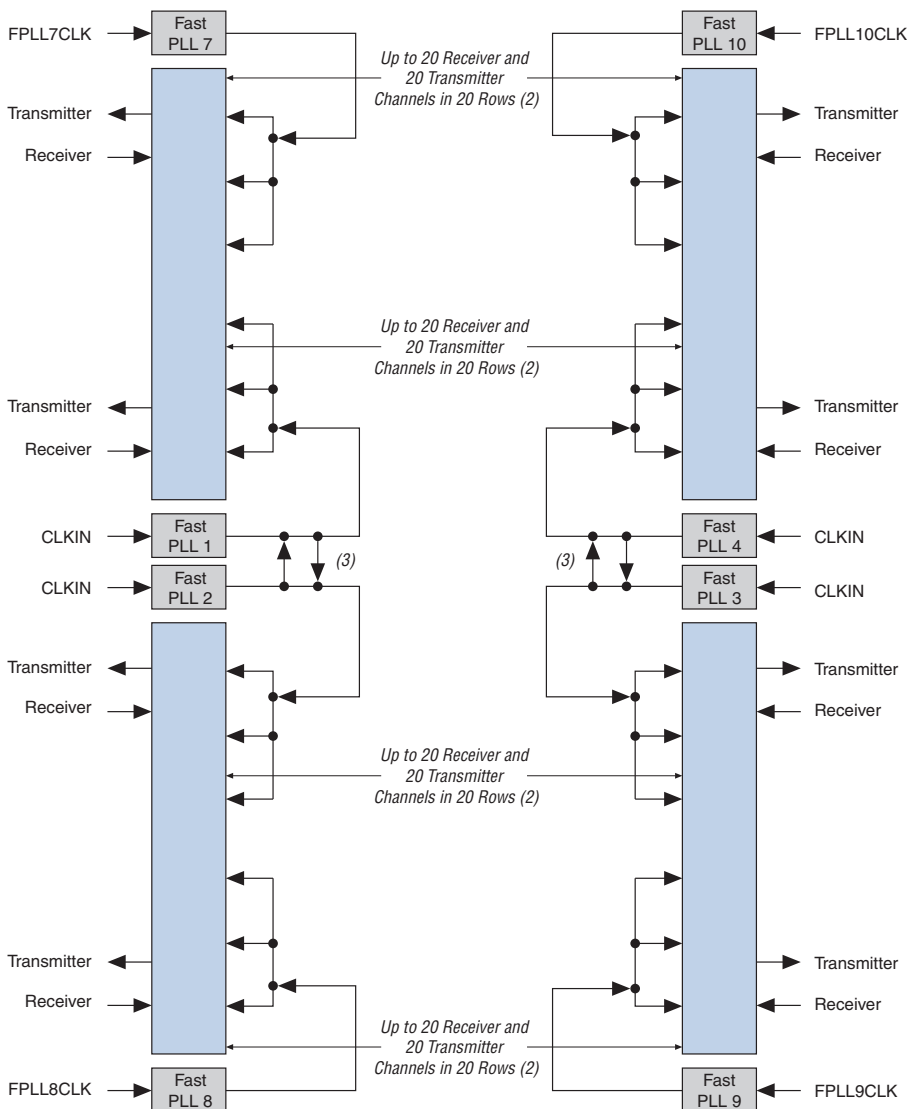 FPLL7CLK
Fast
PLL 7
Fast
PLL 10
FPLL10CLK
Up to 20 Receiver and
20 Transmitter
Channels in 20 Rows (2)
Transmitter
Transmitter
Receiver
Receiver
Up to 20 Receiver and
20 Transmitter
Channels in 20 Rows (2)
Transmitter
Transmitter
Receiver
Receiver
CLKIN
Fast
PLL 1
Fast
PLL 4
CLKIN
(3)
(3)
CLKIN
Fast
PLL 2
Fast
PLL 3
CLKIN
Transmitter
Transmitter
Receiver
Receiver
Up to 20 Receiver and
20 Transmitter
Channels in 20 Rows (2)
Transmitter
Transmitter
Receiver
Receiver
Up to 20 Receiver and
20 Transmitter
Channels in 20 Rows (2)
FPLL8CLK
Fast
PLL 8
Fast
PLL 9
FPLL9CLK